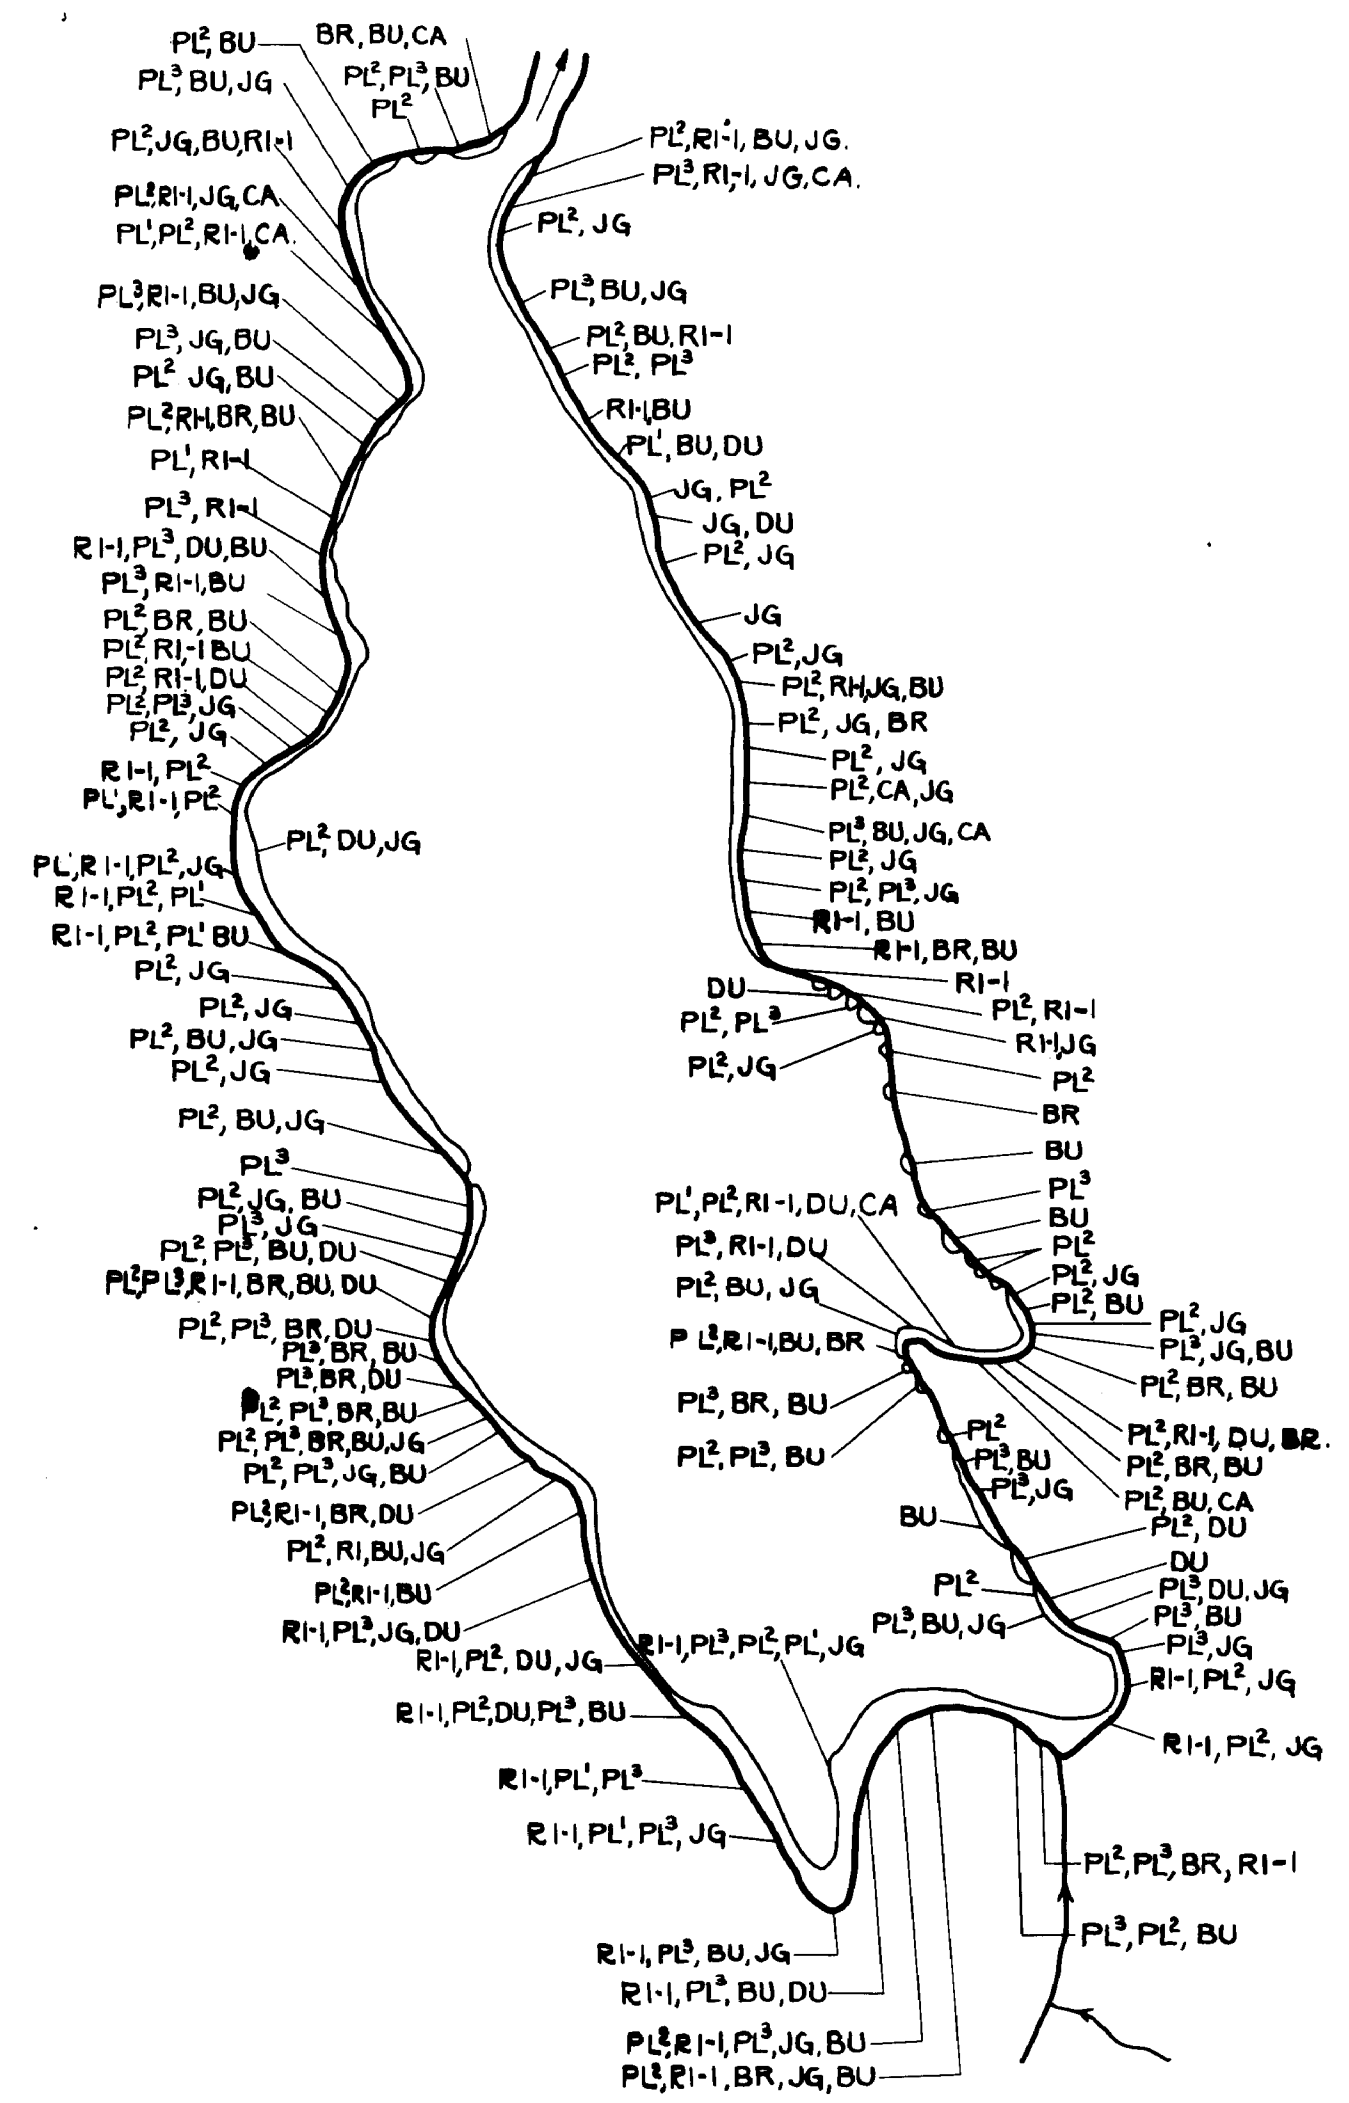 PL², BU
BR, BU, CA
PL³, BU, JG
PL², PL³, BU
PL²
PL², JG, BU, RI-I
PL², RI-I, BU, JG.
PL³, RI-I, JG, CA.
PL², RI-I, JG, CA
PL², JG
PL', PL², RI-I, CA.
PL³, RI-I, BU, JG
PL³, BU, JG
PL³, JG, BU
PL², BU, RI-I
PL², PL³
PL² JG, BU
PL², RI-I, BR, BU
RI-I, BU
PL', BU, DU
PL', RI-I
JG, PL²
PL³, RI-I
JG, DU
RI-I, PL³, DU, BU
PL², JG
PL³, RI-I, BU
PL², BR, BU
JG
PL², RI-I BU
PL², JG
PL², RI-I, DU
PL², RI-I, JG, BU
PL², PL³, JG
PL², JG
PL², JG, BR
RI-I, PL²
PL², JG
PL', RI-I, PL²
PL², CA, JG
PL², DU, JG
PL³, BU, JG, CA
PL', RI-I, PL², JG
PL², JG
RI-I, PL², PL'
PL², PL³, JG
RI-I, BU
RI-I, PL², PL' BU
RI-I, BR, BU
PL², JG
RI-I
DU
PL², JG
PL², RI-I
PL², PL³
PL², BU, JG
RI-I, JG
PL², JG
PL², JG
PL²
PL², BU, JG
BR
BU
PL³
PL³
PL², JG, BU
PL', PL², RI-I, DU, CA
BU
PL³, JG
PL³, RI-I, DU
PL²
PL², PL³, BU, DU
PL², JG
PL², PL³, RI-I, BR, BU, DU
PL², BU, JG
PL², BU
PL², PL³, BR, DU
PL², JG
PL², RI-I, BU, BR
PL³, JG, BU
PL³, BR, BU
PL³, BR, DU
PL², BR, BU
PL², PL³, BR, BU
PL³, BR, BU
PL²
PL², RI-I, DU, BR.
PL², PL³, BR, BU, JG
PL², PL³, BU
PL³, BU
PL², BR, BU
PL², PL³, JG, BU
PL³, JG
PL², BU, CA
PL², RI-I, BR, DU
BU
PL², DU
PL², RI, BU, JG
DU
PL², RI-I, BU
PL²
PL³, DU, JG
RI-I, PL³, JG, DU
PL³, BU, JG
PL³, BU
RI-I, PL³, PL², PL', JG
PL³, JG
RI-I, PL², DU, JG
RI-I, PL², JG
RI-I, PL², DU, PL³, BU
RI-I, PL², JG
RI-I, PL', PL³
RI-I, PL', PL³, JG
PL², PL³, BR, RI-I
PL³, PL², BU
RI-I, PL³, BU, JG
RI-I, PL³, BU, DU
PL², RI-I, PL³, JG, BU
PL², RI-I, BR, JG, BU